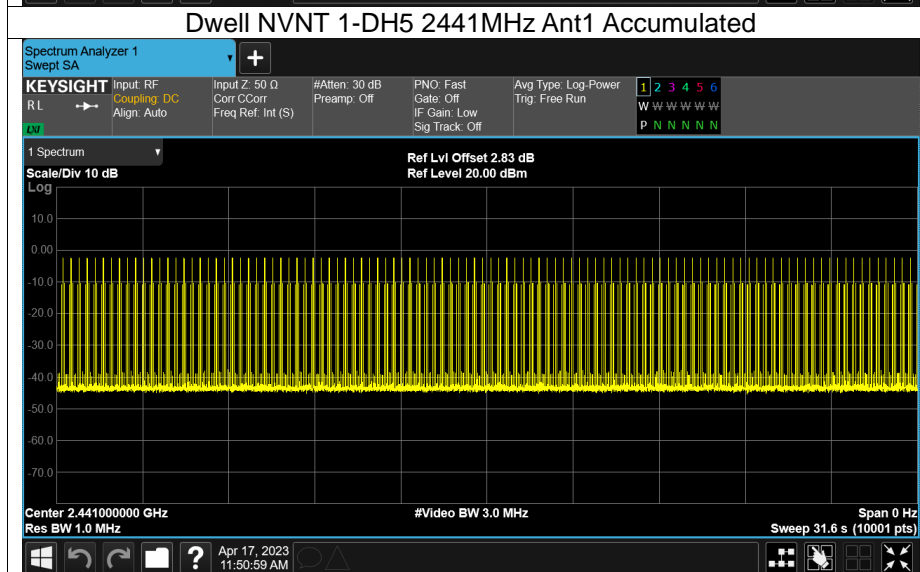 Dwell NVNT 1-DH5 2441MHz Ant1 Accumulated
Spectrum Analyzer 1
Swept SA
+
KEYSIGHT Input: RF Input Z: 50 Ω #Atten: 30 dB PNO: Fast Avg Type: Log-Power 1 2 3 4 5 6
R L Coupling: DC Corr CCorr Preamp: Off Gate: Off Trig: Free Run W W W W W W
Align: Auto Freq Ref: Int (S) IF Gain: Low
LXI Sig Track: Off P N N N N N
1 Spectrum Ref Lvl Offset 2.83 dB
Scale/Div 10 dB Ref Level 20.00 dBm
Log
10.0
0.00
-10.0
-20.0
-30.0
-40.0
-50.0
-60.0
-70.0
Center 2.441000000 GHz #Video BW 3.0 MHz Span 0 Hz
Res BW 1.0 MHz Sweep 31.6 s (10001 pts)
? Apr 17, 2023
11:50:59 AM